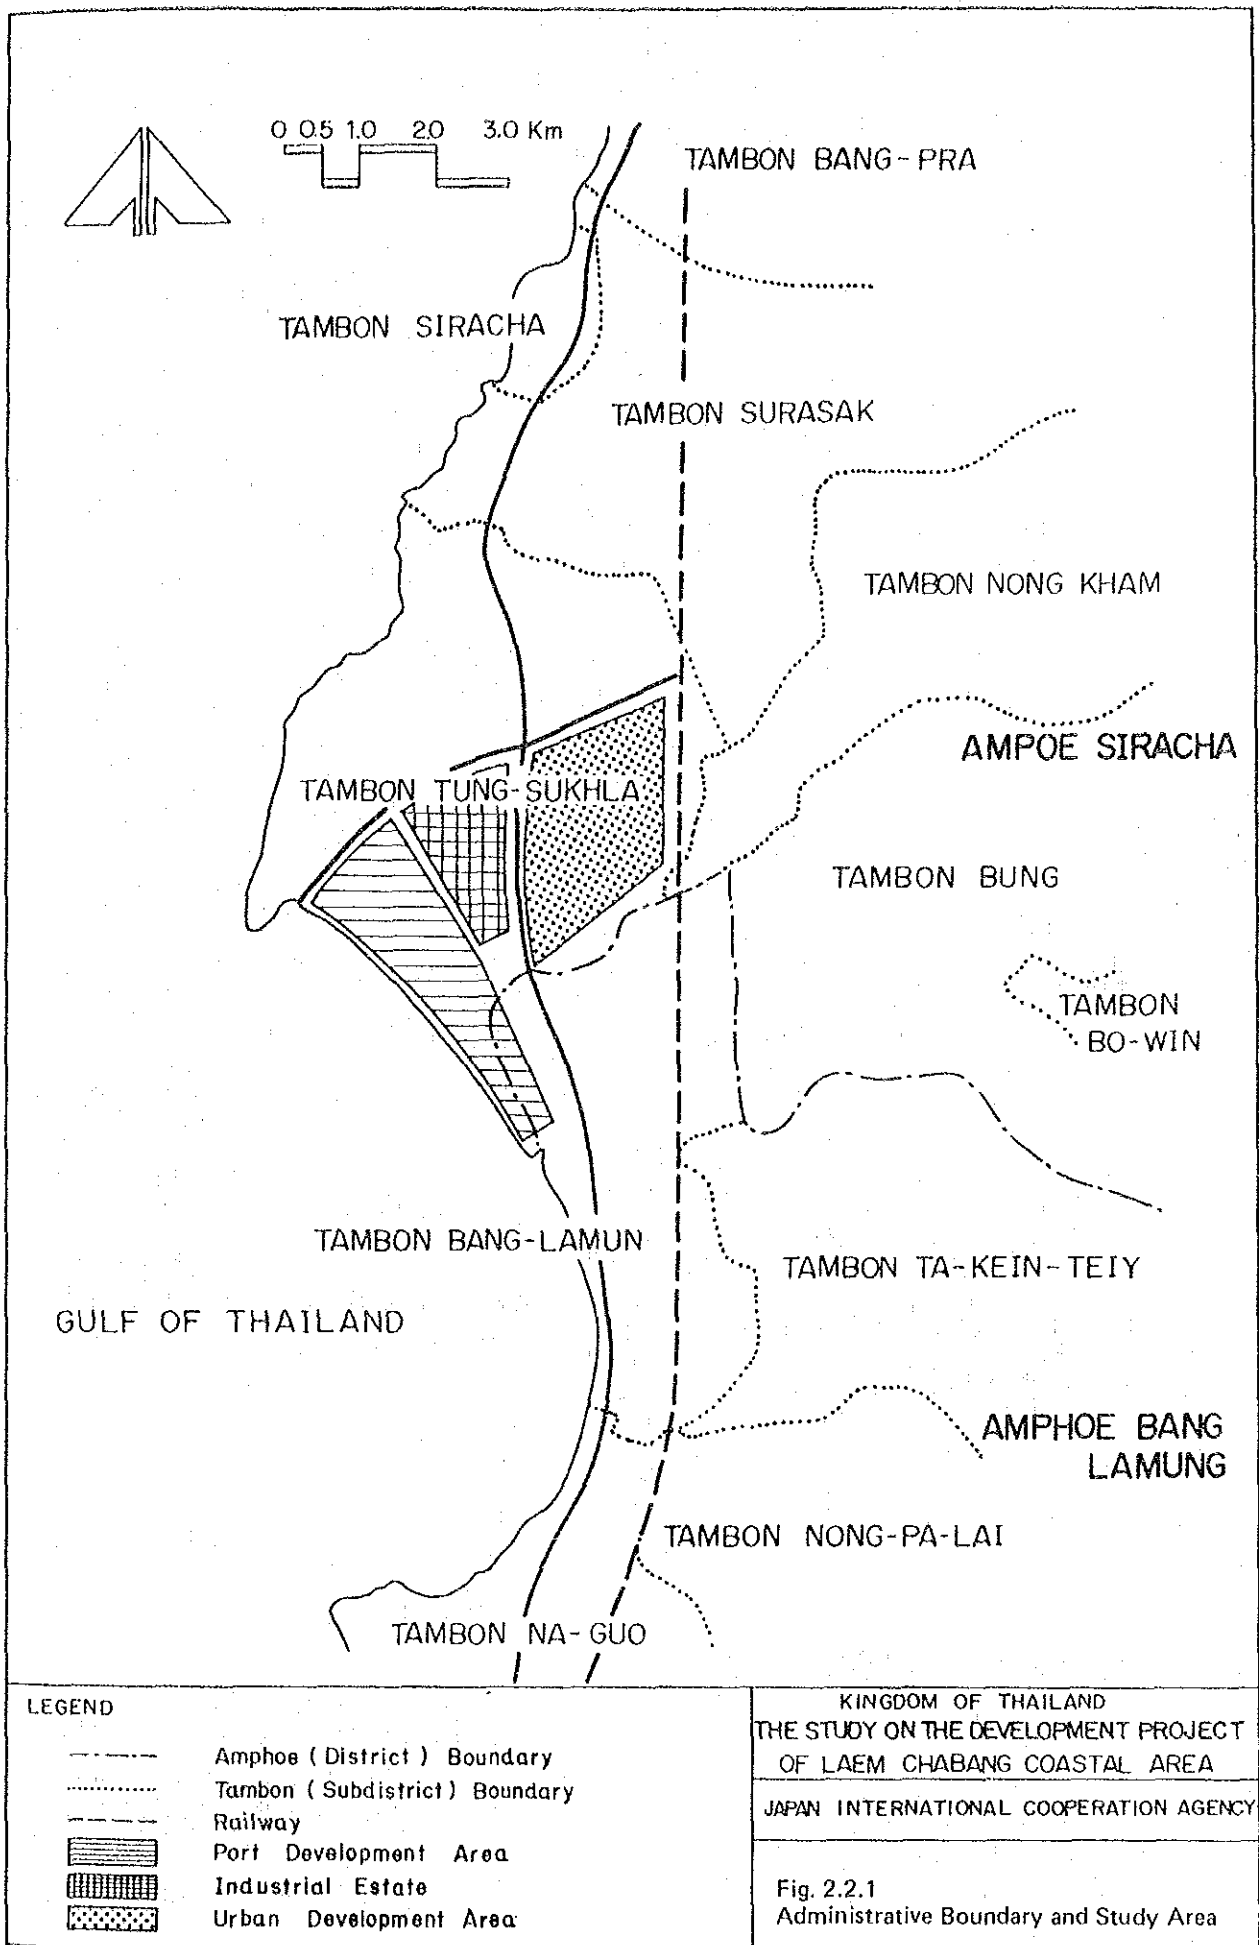 0 0.5 1.0 2.0 3.0 Km
TAMBON BANG-PRA
TAMBON SIRACHA
TAMBON SURASAK
TAMBON NONG KHAM
AMPOE SIRACHA
TAMBON TUNG-SUKHLA
TAMBON BUNG
TAMBON
BO-WIN
TAMBON BANG-LAMUN
TAMBON TA-KEIN-TEIY
GULF OF THAILAND
AMPHOE BANG
LAMUNG
TAMBON NONG-PA-LAI
TAMBON NA-GUO
LEGEND
Amphoe (District) Boundary
Tambon (Subdistrict) Boundary
Railway
Port Development Area
Industrial Estate
Urban Development Area
KINGDOM OF THAILAND
THE STUDY ON THE DEVELOPMENT PROJECT
OF LAEM CHABANG COASTAL AREA
JAPAN INTERNATIONAL COOPERATION AGENCY
Fig. 2.2.1
Administrative Boundary and Study Area